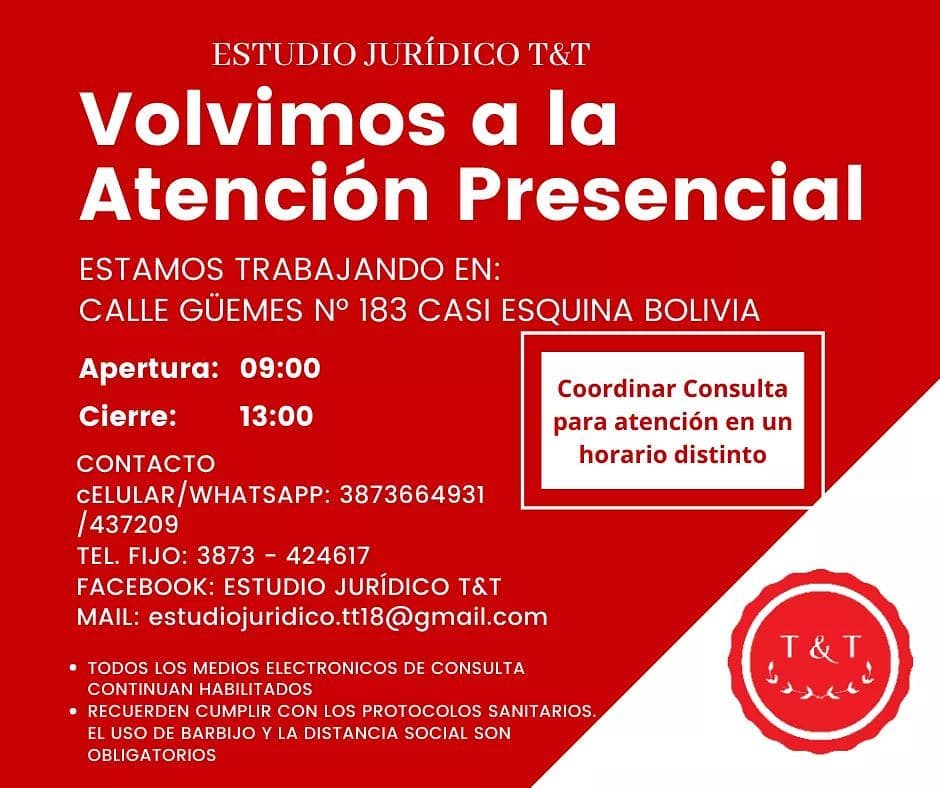 ESTUDIO JURÍDICO T&T
Volvimos a la
Atención Presencial
ESTAMOS TRABAJANDO EN:
CALLE GÜEMES Nº 183 CASI ESQUINA BOLIVIA
Apertura: 09:00
Cierre: 13:00
Coordinar Consulta
para atención en un
horario distinto
CONTACTO
cELULAR/WHATSAPP: 3873664931
/437209
TEL. FIJO: 3873 - 424617
FACEBOOK: ESTUDIO JURÍDICO T&T
MAIL: estudiojuridico.tt18@gmail.com
• TODOS LOS MEDIOS ELECTRONICOS DE CONSULTA
CONTINUAN HABILITADOS
• RECUERDEN CUMPLIR CON LOS PROTOCOLOS SANITARIOS.
EL USO DE BARBIJO Y LA DISTANCIA SOCIAL SON
OBLIGATORIOS
T & T